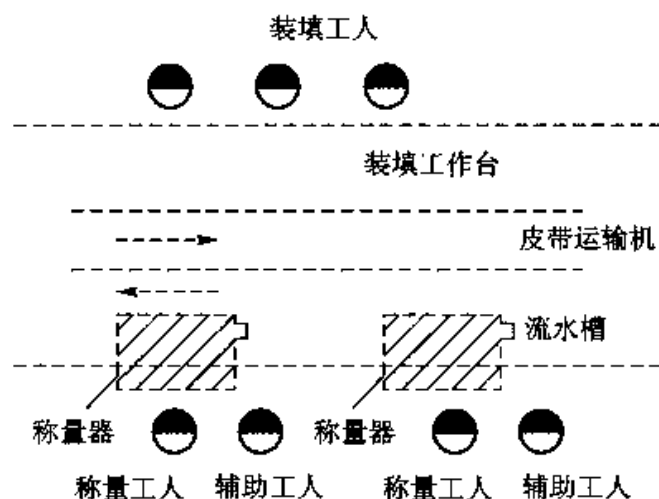 装填工人
装填工作台
皮带运输机
流水槽
称量器
称量器
称量工人 辅助工人 称量工人 辅助工人